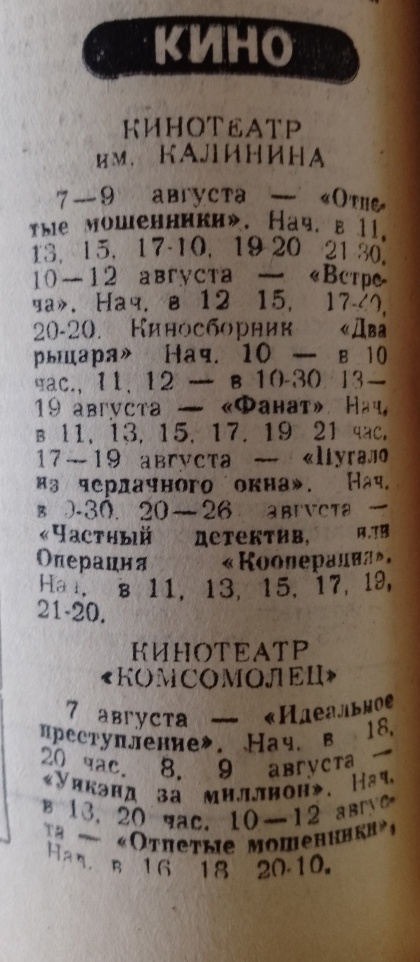 КИНО
КИНОТЕАТР
им. КАЛИНИНА
7—9 августа — «Отпе-
тые мошенники». Нач. в 11,
13, 15, 17-10, 19-20 21-30,
10—12 августа — «Встре-
ча». Нач. в 12 15, 17-40,
20-20. Киносборник «Два
рыцаря» Нач. 10 — в 10
час., 11, 12 — в 10-30 13—
19 августа — «Фанат» Нач.
в 11, 13, 15, 17, 19 21 час.
17—19 августа — «Пугало
из чердачного окна». Нач.
в 9-30. 20—26 августа —
«Частный детектив, или
Операция «Кооперация».
Нач. в 11, 13, 15, 17, 19,
21-20.
КИНОТЕАТР
«КОМСОМОЛЕЦ»
7 августа — «Идеальное
преступление». Нач. в 18,
20 час. 8, 9 августа —
«Уикэнд за миллион». Нач.
в 18, 20 час. 10—12 авгус-
та — «Отпетые мошенники»,
Нач. в 16 18 20-10.